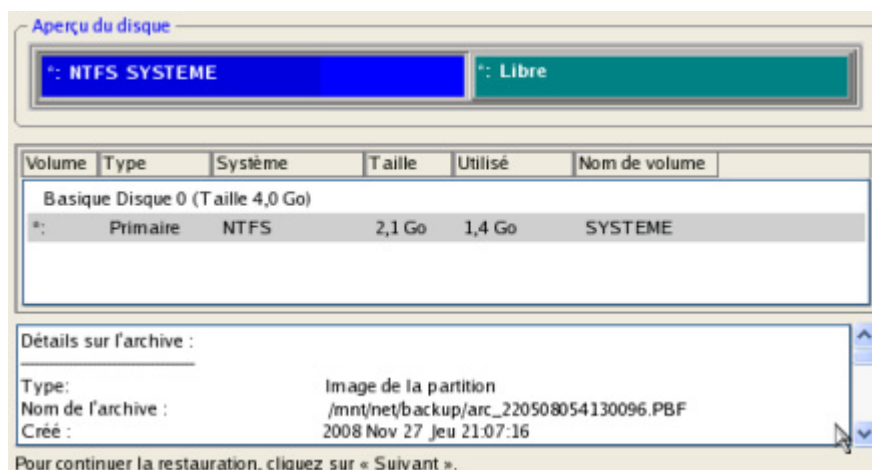 Aperçu du disque
*: NTFS SYSTEME
*: Libre
Volume Type Système Taille Utilisé Nom de volume
Basique Disque 0 (Taille 4,0 Go)
*: Primaire NTFS 2,1 Go 1,4 Go SYSTEME
Détails sur l'archive :
Type: Image de la partition
Nom de l'archive : /mnt/net/backup/arc_220508054130096.PBF
Créé : 2008 Nov 27 Jeu 21:07:16
Pour continuer la restauration, cliquez sur « Suivant ».